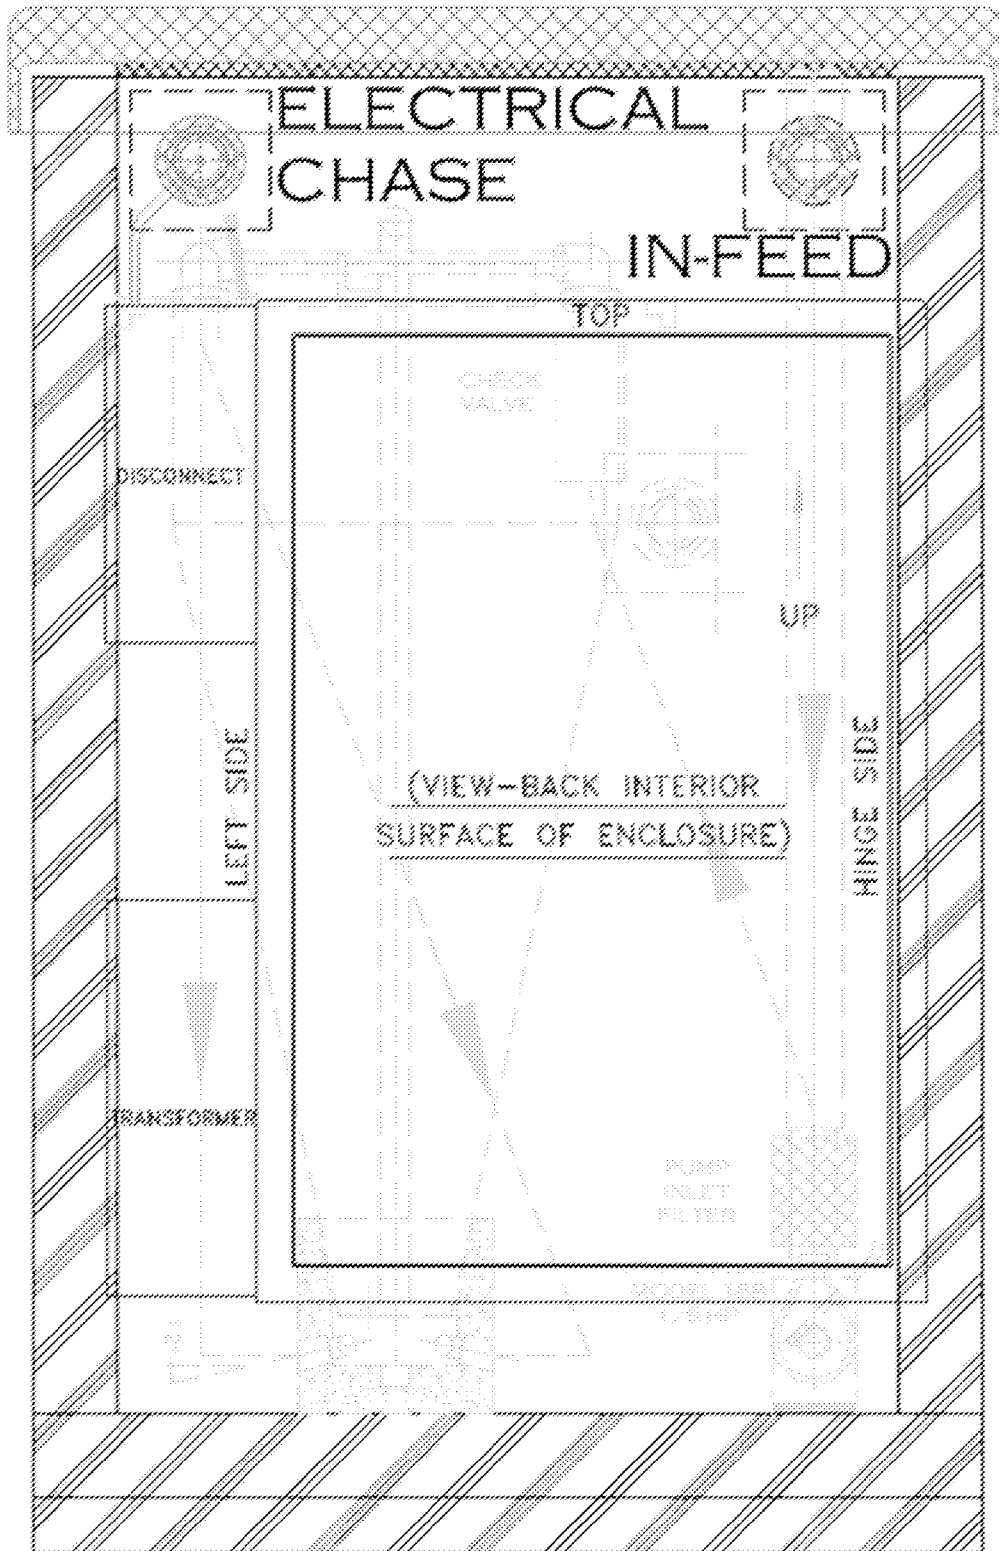 ELECTRICAL
CHASE
IN-FEED
TOP
CHECK
VALVE
DISCONNECT
UP
LEFT SIDE
HINGE SIDE
(VIEW-BACK INTERIOR
SURFACE OF ENCLOSURE)
TRANSFORMER
PUMP
INLET
FILTER